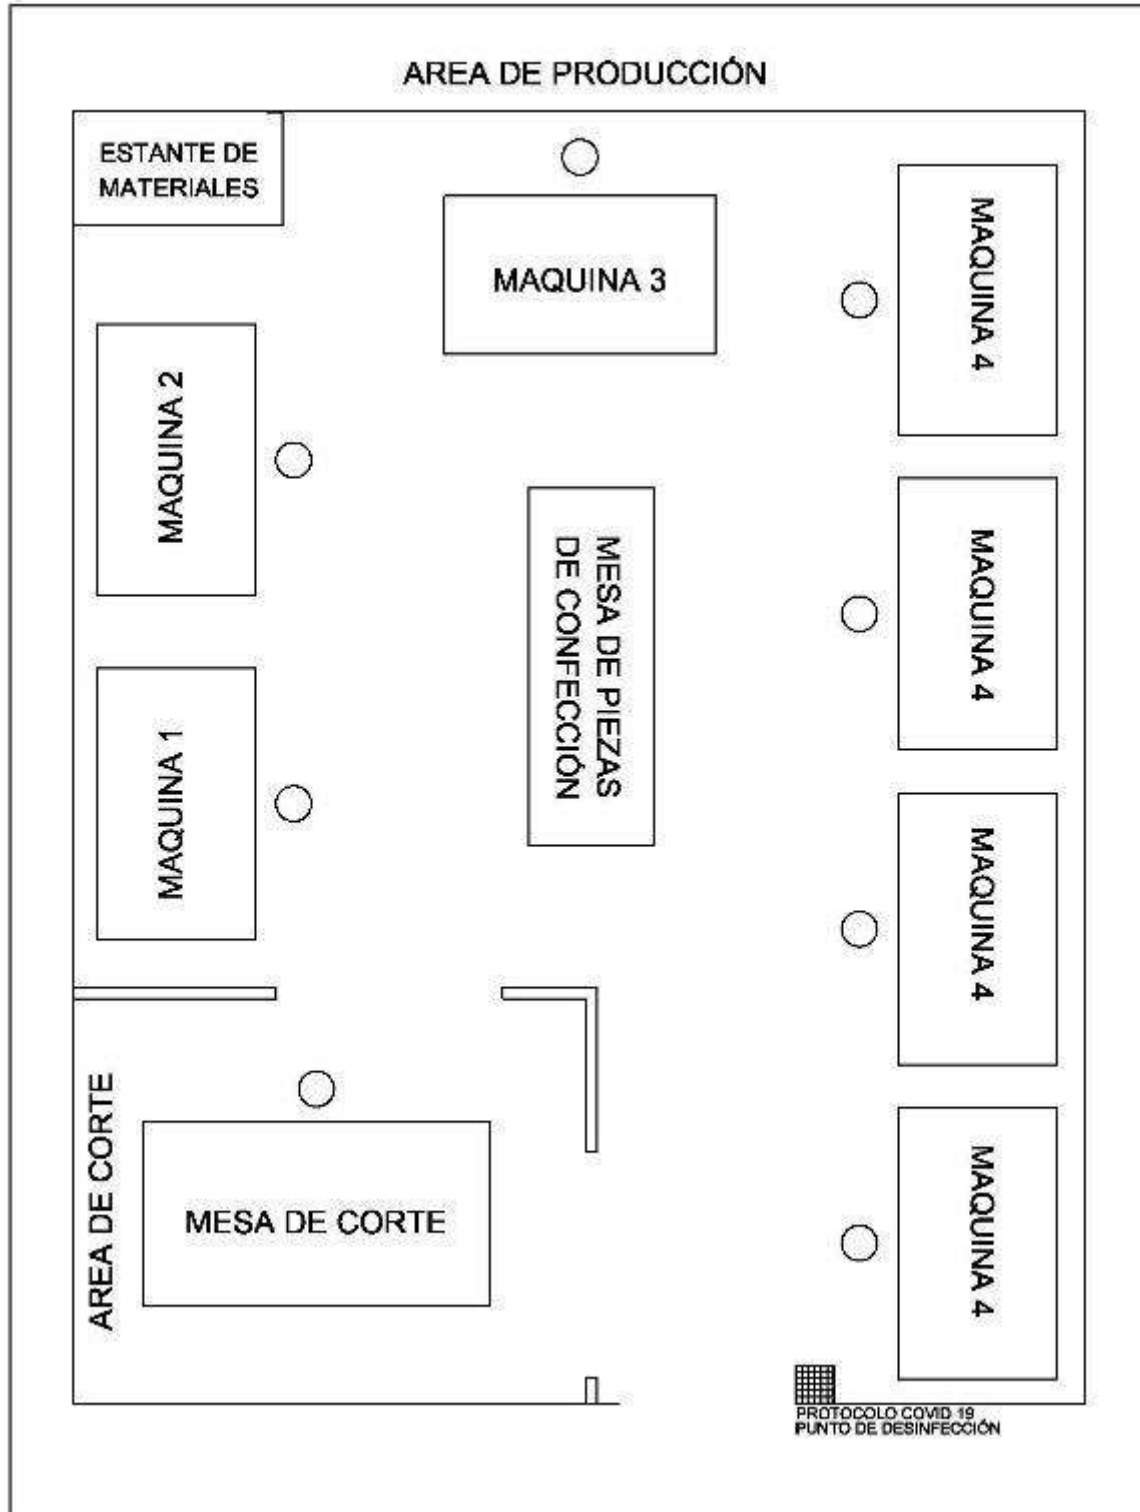 AREA DE PRODUCCIÓN
ESTANTE DE
MATERIALES
MAQUINA 3
MAQUINA 4
MAQUINA 2
MAQUINA 4
MESA DE PIEZAS
DE CONFECCIÓN
MAQUINA 1
MAQUINA 4
AREA DE CORTE
MESA DE CORTE
MAQUINA 4
PROTOCOLO COVID 19
PUNTO DE DESINFECCIÓN